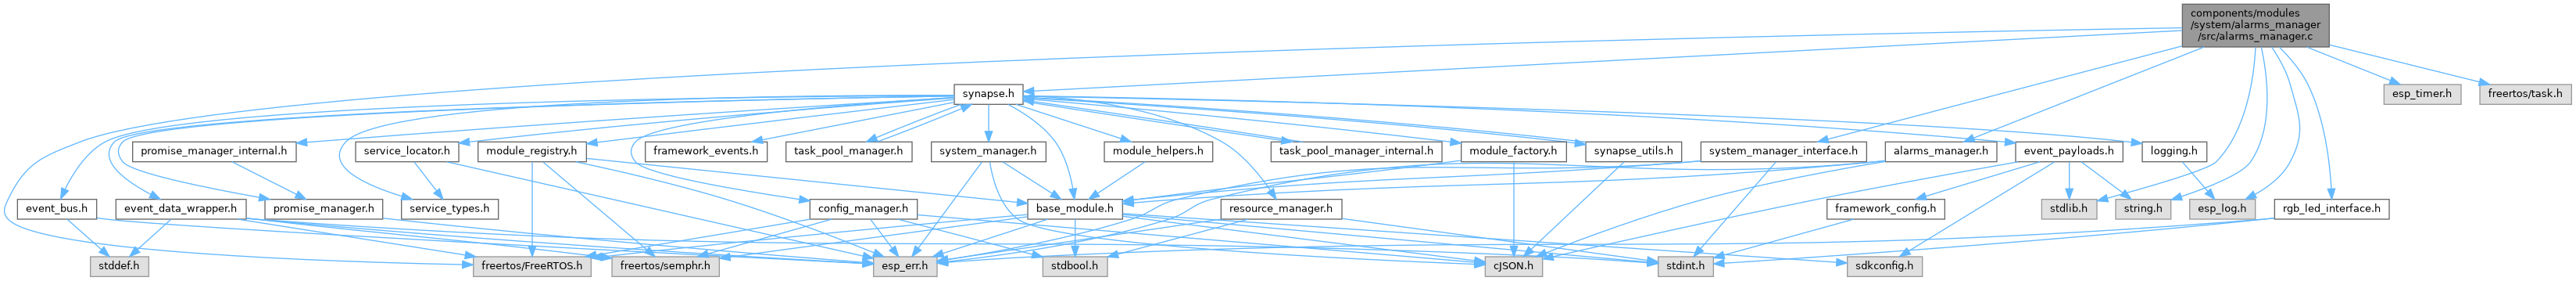 components/modules
/system/alarms_manager
/src/alarms_manager.c
synapse.h
esp_timer.h
freertos/task.h
promise_manager_internal.h
service_locator.h
module_registry.h
framework_events.h
task_pool_manager.h
system_manager.h
module_helpers.h
task_pool_manager_internal.h
module_factory.h
synapse_utils.h
system_manager_interface.h
alarms_manager.h
event_payloads.h
logging.h
event_bus.h
event_data_wrapper.h
promise_manager.h
service_types.h
config_manager.h
base_module.h
resource_manager.h
framework_config.h
stdlib.h
string.h
esp_log.h
rgb_led_interface.h
stddef.h
freertos/FreeRTOS.h
freertos/semphr.h
esp_err.h
stdbool.h
cJSON.h
stdint.h
sdkconfig.h